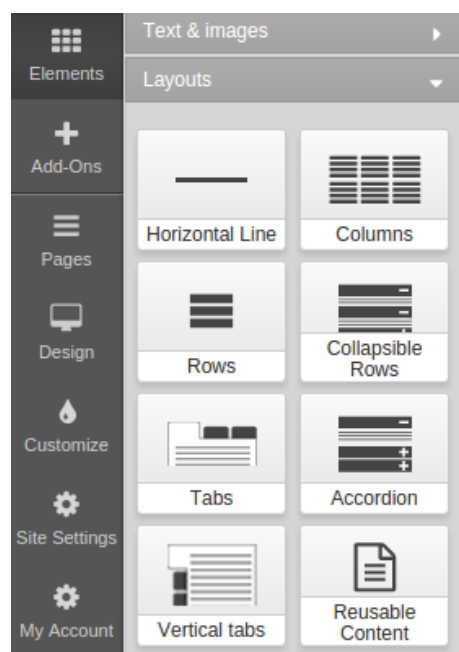 Elements
Add-Ons
Pages
Design
Customize
Site Settings
My Account
Text & images
Layouts
Horizontal Line
Columns
Rows
Collapsible
Rows
Tabs
Accordion
Vertical tabs
Reusable
Content